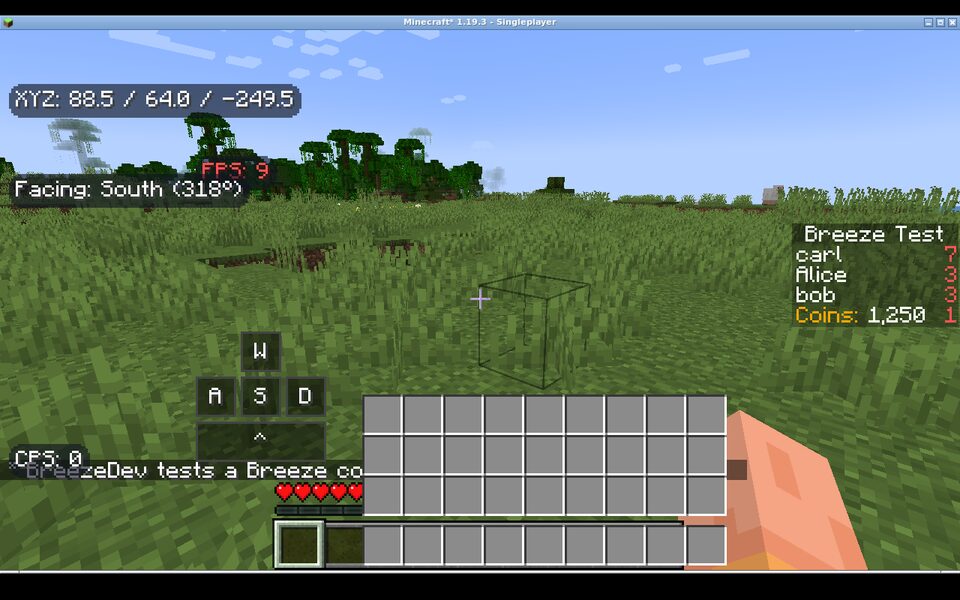 Minecraft* 1.19.3 - Singleplayer
XYZ: 88.5 / 64.0 / -249.5
FPS: 9
Facing: South (318°)
Breeze Test
carl 7
Alice 3
bob 3
Coins: 1,250 1
W
A S D
^
CPS: 0
* BreezeDev tests a Breeze co